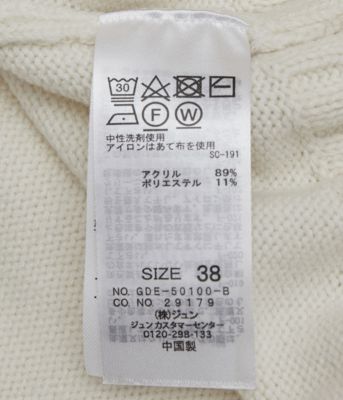 30
F W
中性洗剤使用
アイロンはあて布を使用
SC-191
アクリル 89%
ポリエステル 11%
SIZE 38
NO. GDE-50100-B
CO. NO. 29179
(株)ジュン
ジュンカスタマーセンター
0120-298-133
中国製